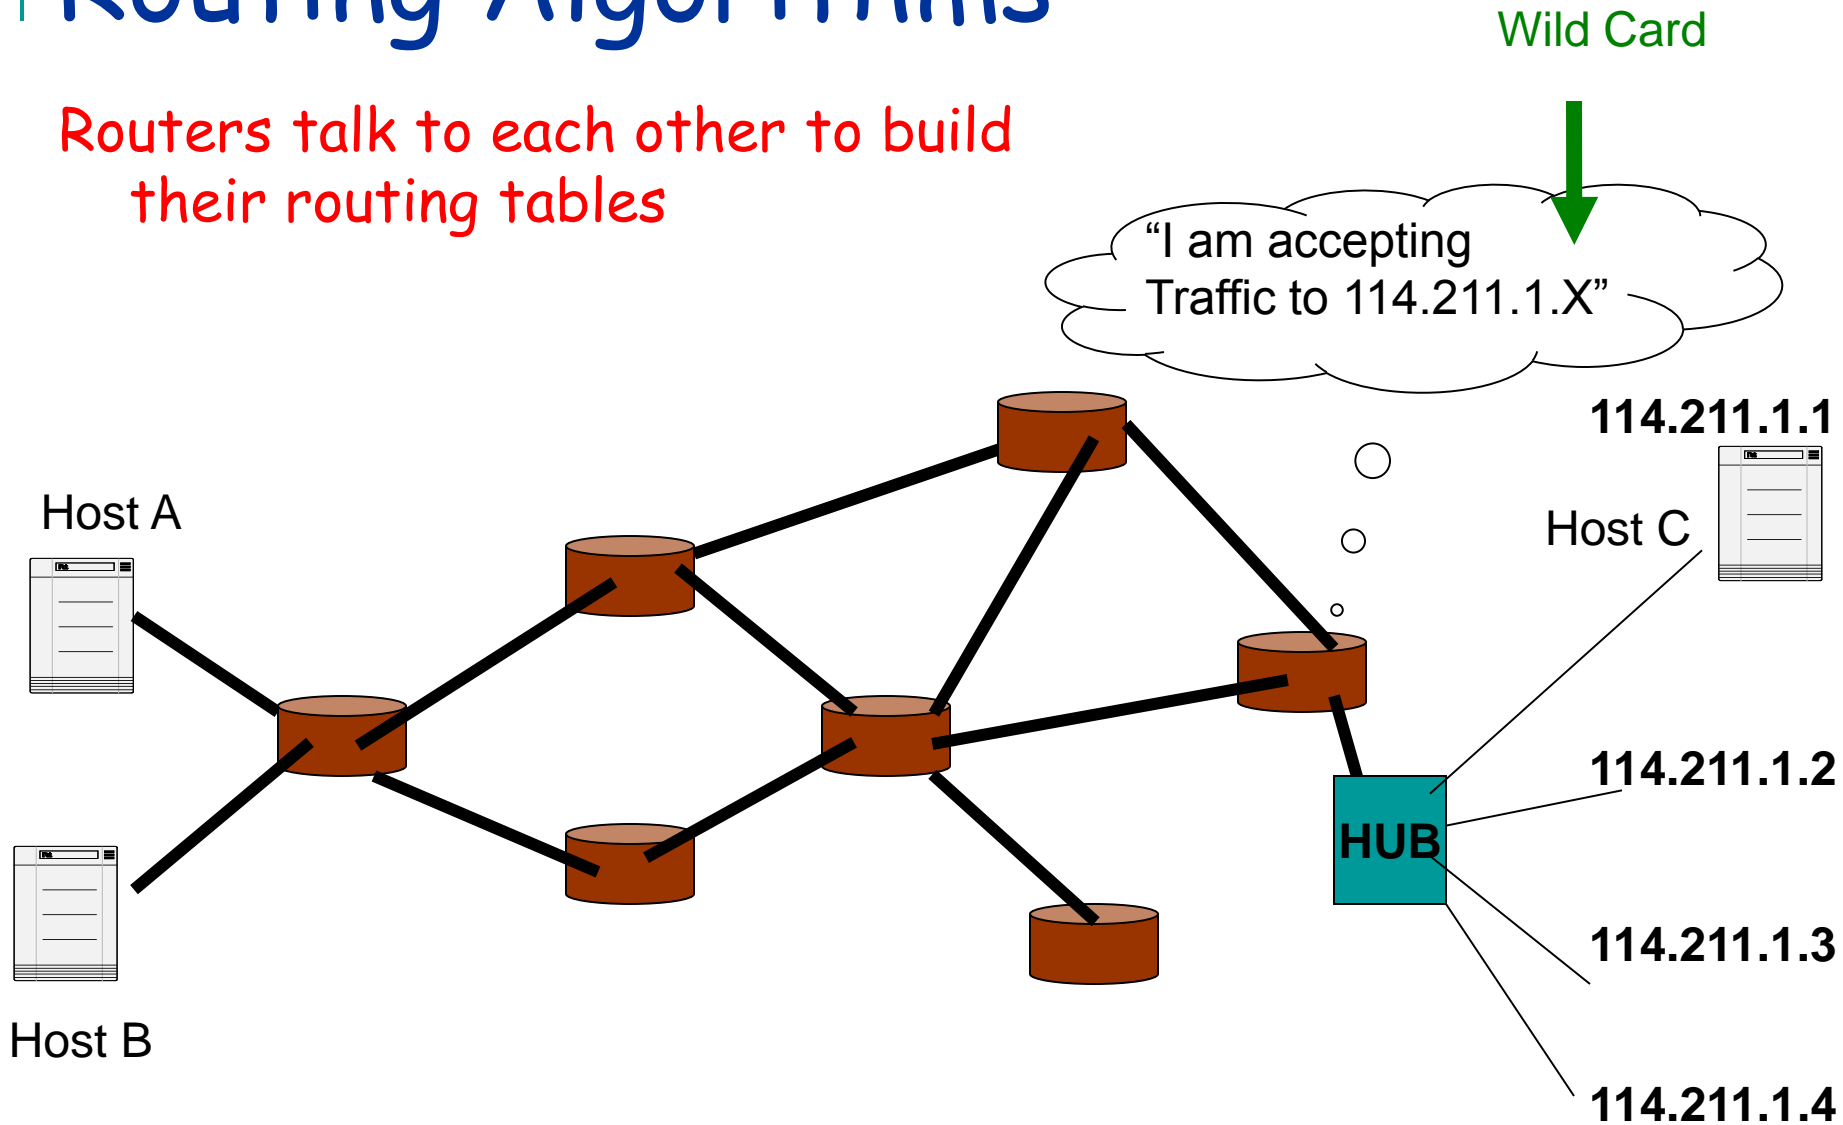 Routing Algorithms
Wild Card
Routers talk to each other to build
their routing tables
“I am accepting
Traffic to 114.211.1.X”
114.211.1.1
Host A
Host C
114.211.1.2
HUB
114.211.1.3
Host B
114.211.1.4